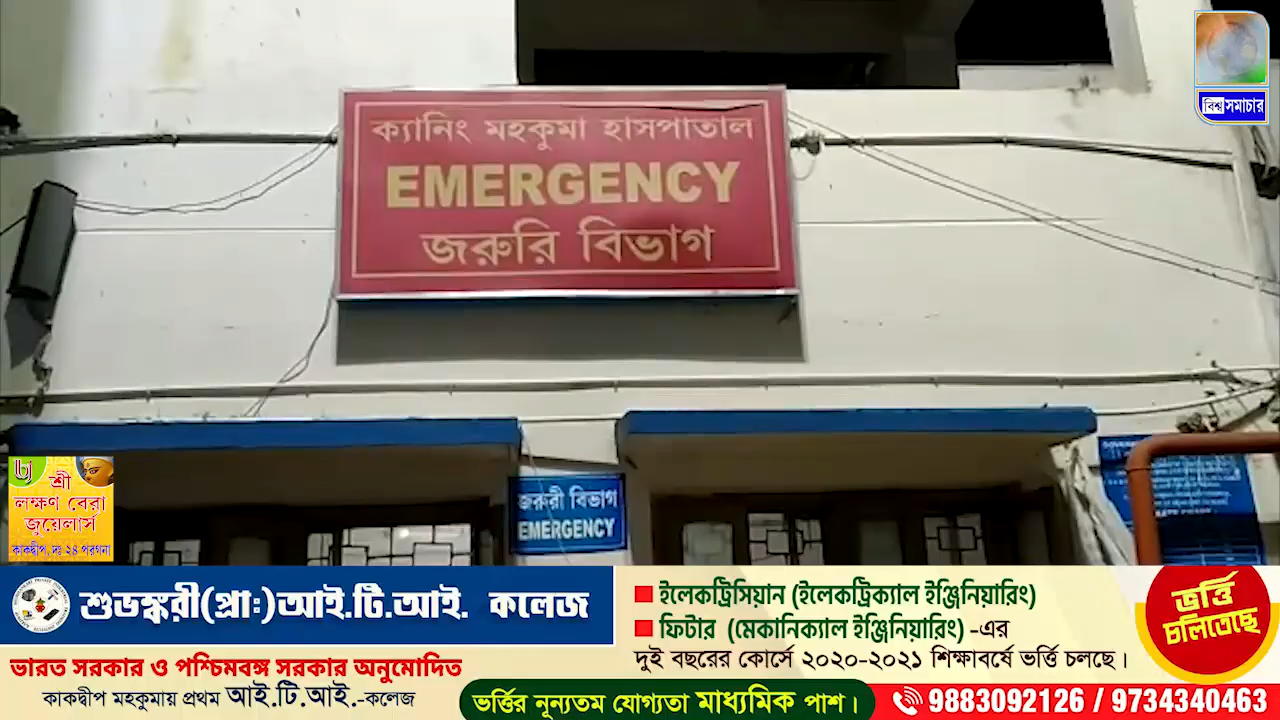 বিশ্ব সমাচার
ক্যানিং মহকুমা হাসপাতাল
EMERGENCY
জরুরি বিভাগ
জরুরী বিভাগ
EMERGENCY
শ্রী
লক্ষণ বেরা
জুয়েলার্স
কাকদ্বীপ, দঃ ২৪ পরগনা
শুভঙ্করী(প্রাঃ)আই.টি.আই. কলেজ
ভারত সরকার ও পশ্চিমবঙ্গ সরকার অনুমোদিত
কাকদ্বীপ মহকুমায় প্রথম আই.টি.আই.-কলেজ
ইলেকট্রিসিয়ান (ইলেকট্রিক্যাল ইঞ্জিনিয়ারিং)
ফিটার (মেকানিক্যাল ইঞ্জিনিয়ারিং) -এর
দুই বছরের কোর্সে ২০২০-২০২১ শিক্ষাবর্ষে ভর্ত্তি চলছে।
ভর্ত্তি
চলিতেছে
ভর্ত্তির নূন্যতম যোগ্যতা মাধ্যমিক পাশ।
9883092126 / 9734340463